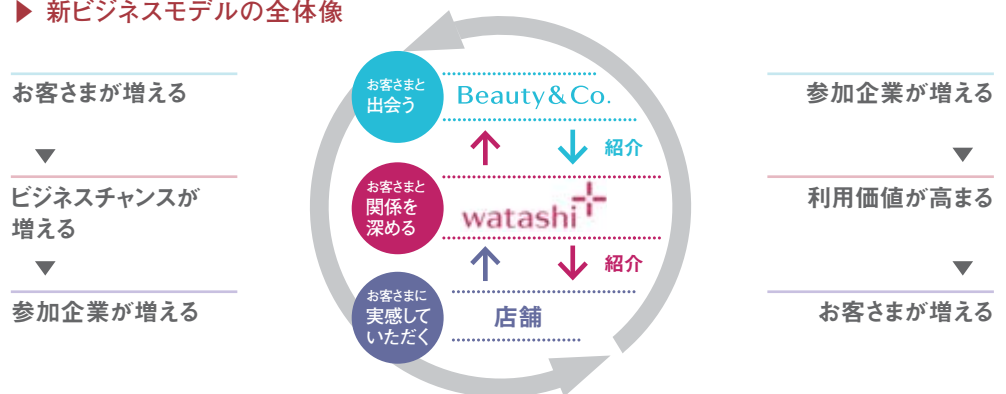 ▶ 新ビジネスモデルの全体像
お客さまが増える
▼
ビジネスチャンスが
増える
▼
参加企業が増える
お客さまと
出会う
Beauty&Co.
紹介
お客さまと
関係を
深める
watashi+
紹介
お客さまに
実感して
いただく
店舗
参加企業が増える
▼
利用価値が高まる
▼
お客さまが増える